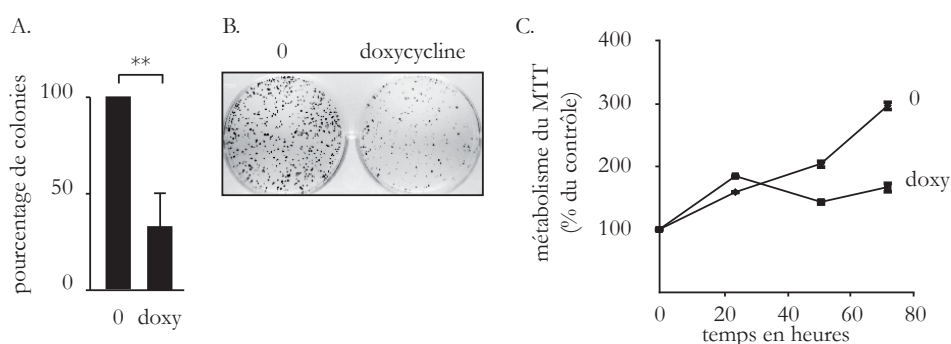 A.
**
pourcentage de colonies
100
50
0
0 doxy
B.
0 doxycycline
C.
métabolisme du MTT
(% du contrôle)
400
300
200
100
0
doxy
0 20 40 60 80
temps en heures